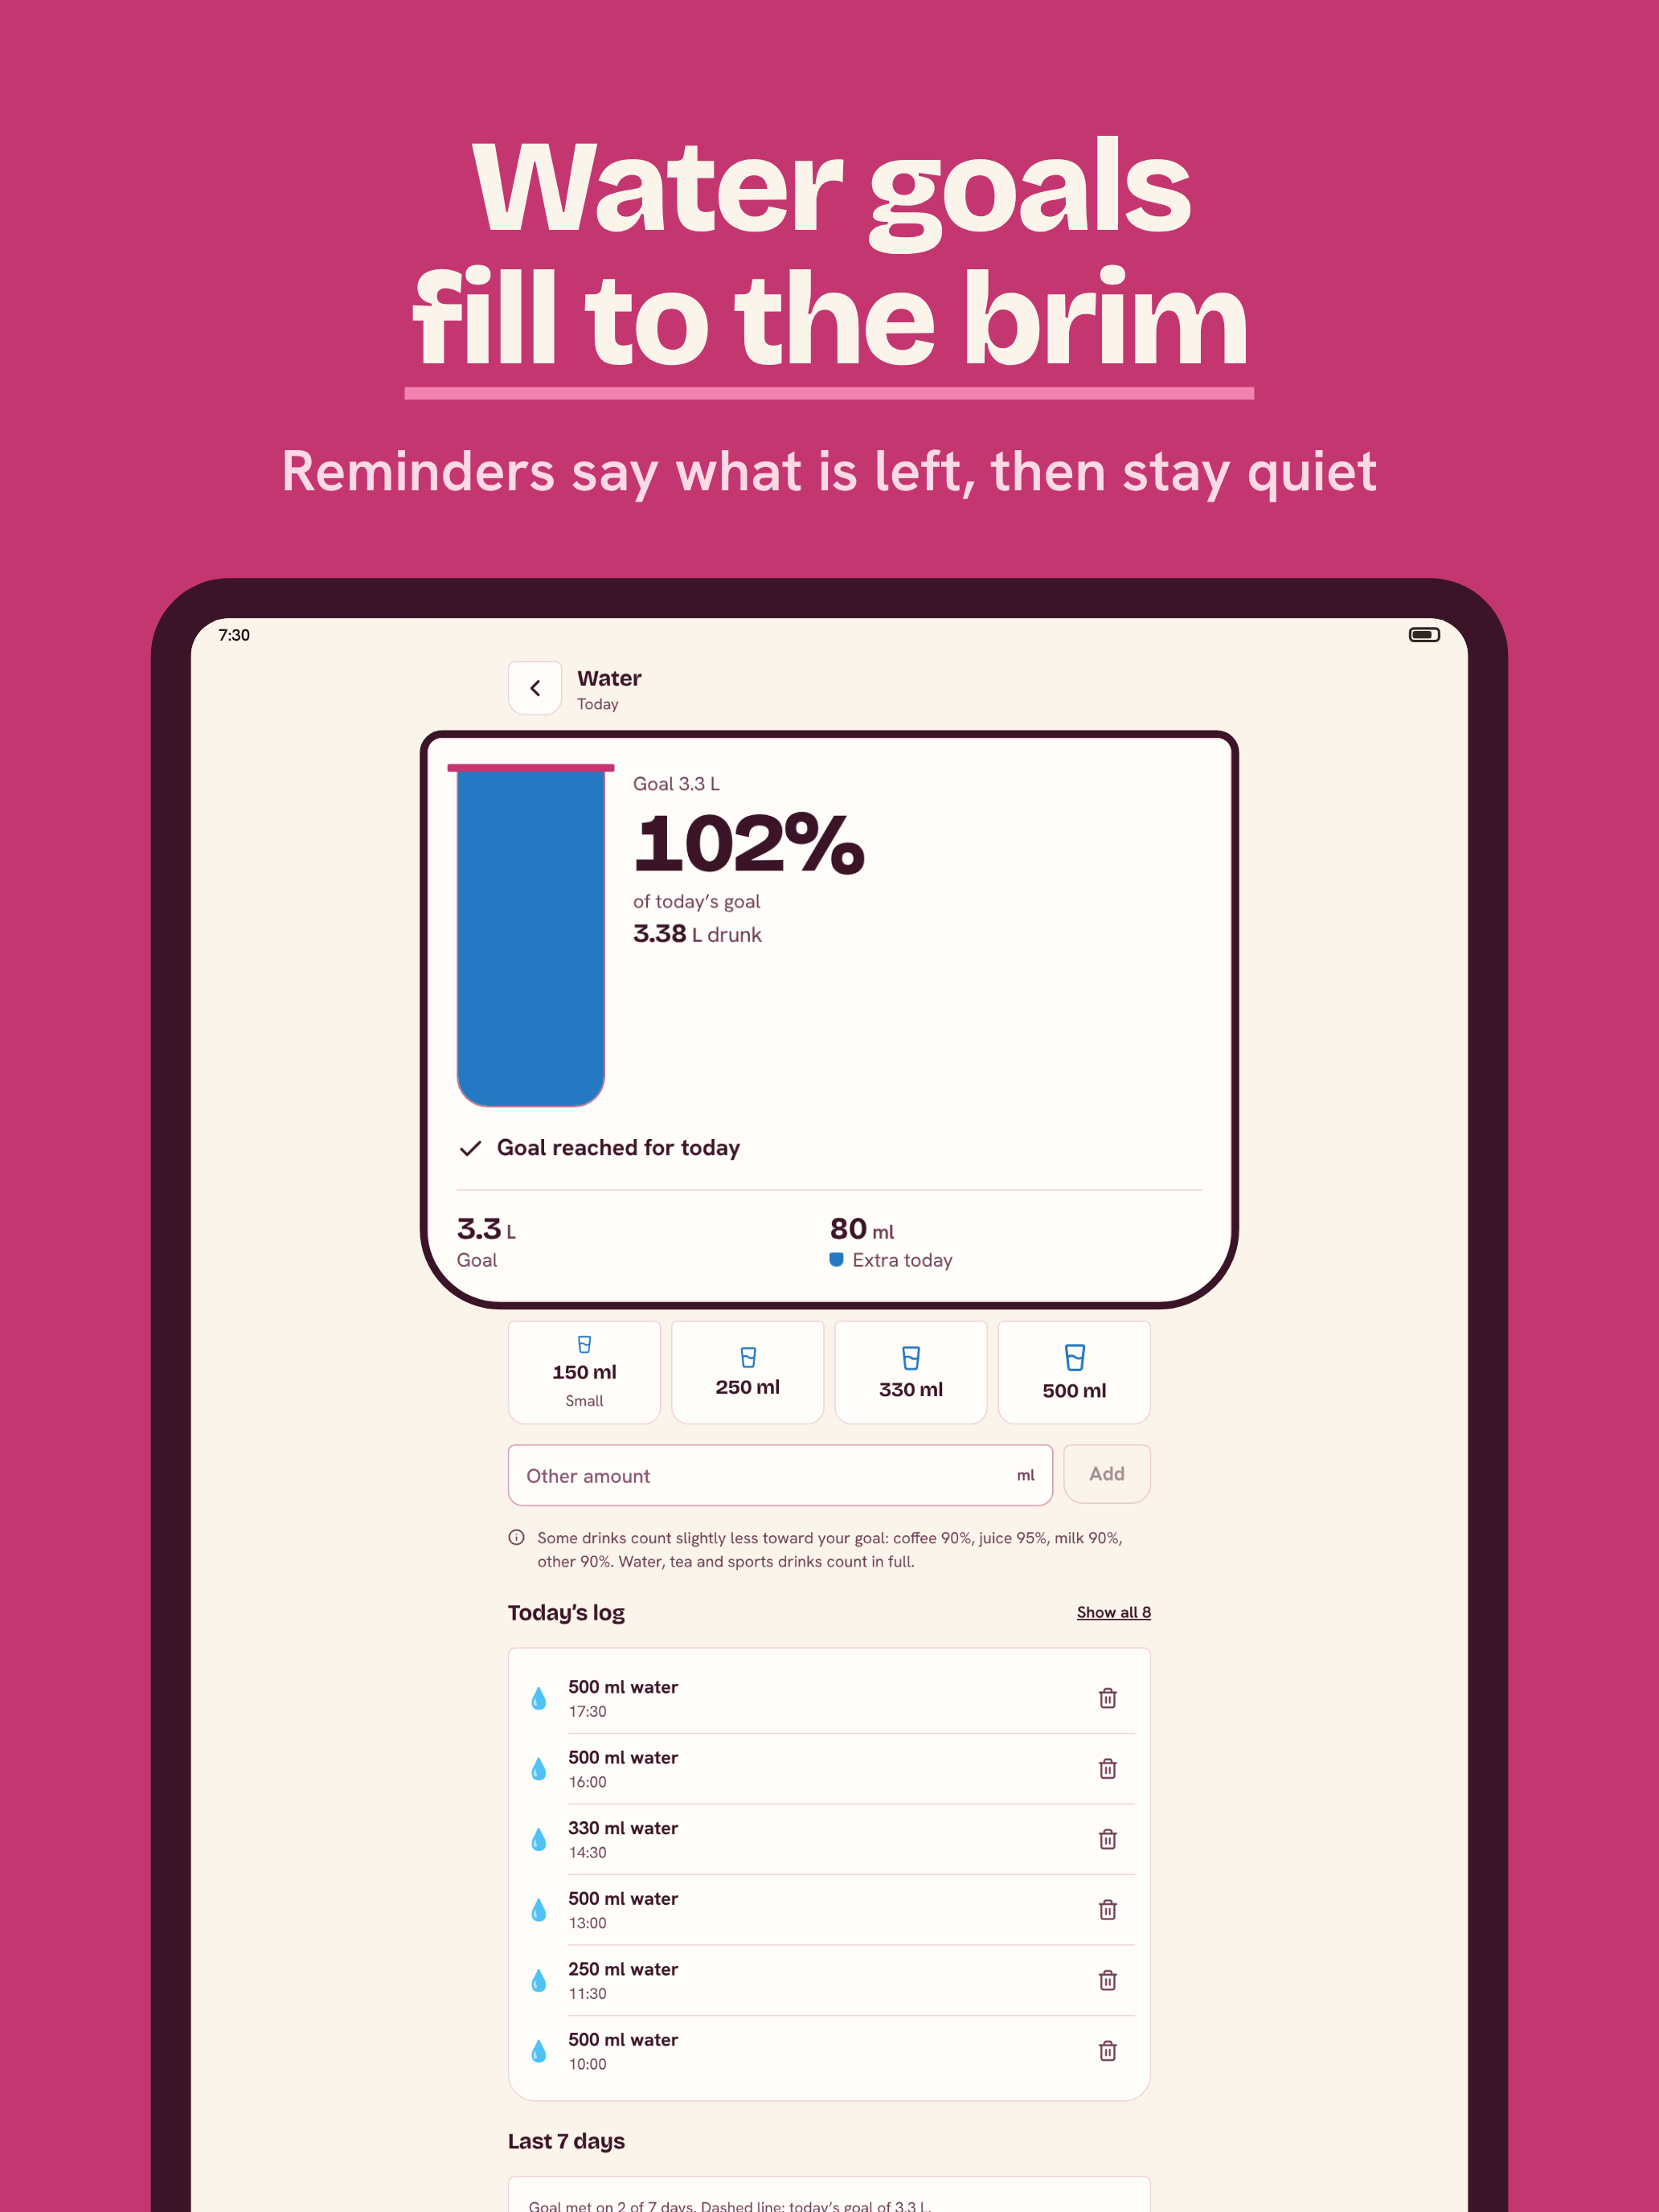 Water goals
fill to the brim
Reminders say what is left, then stay quiet
7:30
Water
Today
Goal 3.3 L
102%
of today's goal
3.38 L drunk
Goal reached for today
3.3 L
Goal
80 ml
Extra today
150 ml
Small
250 ml
330 ml
500 ml
Other amount
ml
Add
Some drinks count slightly less toward your goal: coffee 90%, juice 95%, milk 90%,
other 90%. Water, tea and sports drinks count in full.
Today's log
Show all 8
500 ml water
17:30
500 ml water
16:00
330 ml water
14:30
500 ml water
13:00
250 ml water
11:30
500 ml water
10:00
Last 7 days
Goal met on 2 of 7 days. Dashed line: today's goal of 3.3 L.